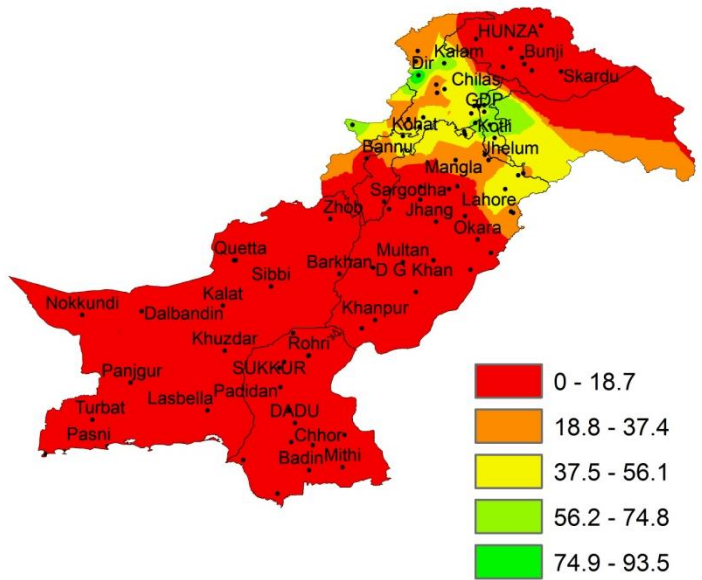 HUNZA
Kalam
Bunji
Dir
Skardu
Chilas
GDP
Kohat
Kotli
Bannu
Jhelum
Mangla
Sargodha
Lahore
Zhob
Jhang
Okara
Quetta
Multan
Barkhan
D G Khan
Sibbi
Kalat
Nokkundi
Dalbandin
Khanpur
Khuzdar
Rohri
SUKKUR
Panjgur
Padidan
Lasbella
Turbat
DADU
Pasni
Chhor
Badin
Mithi
0 - 18.7
18.8 - 37.4
37.5 - 56.1
56.2 - 74.8
74.9 - 93.5